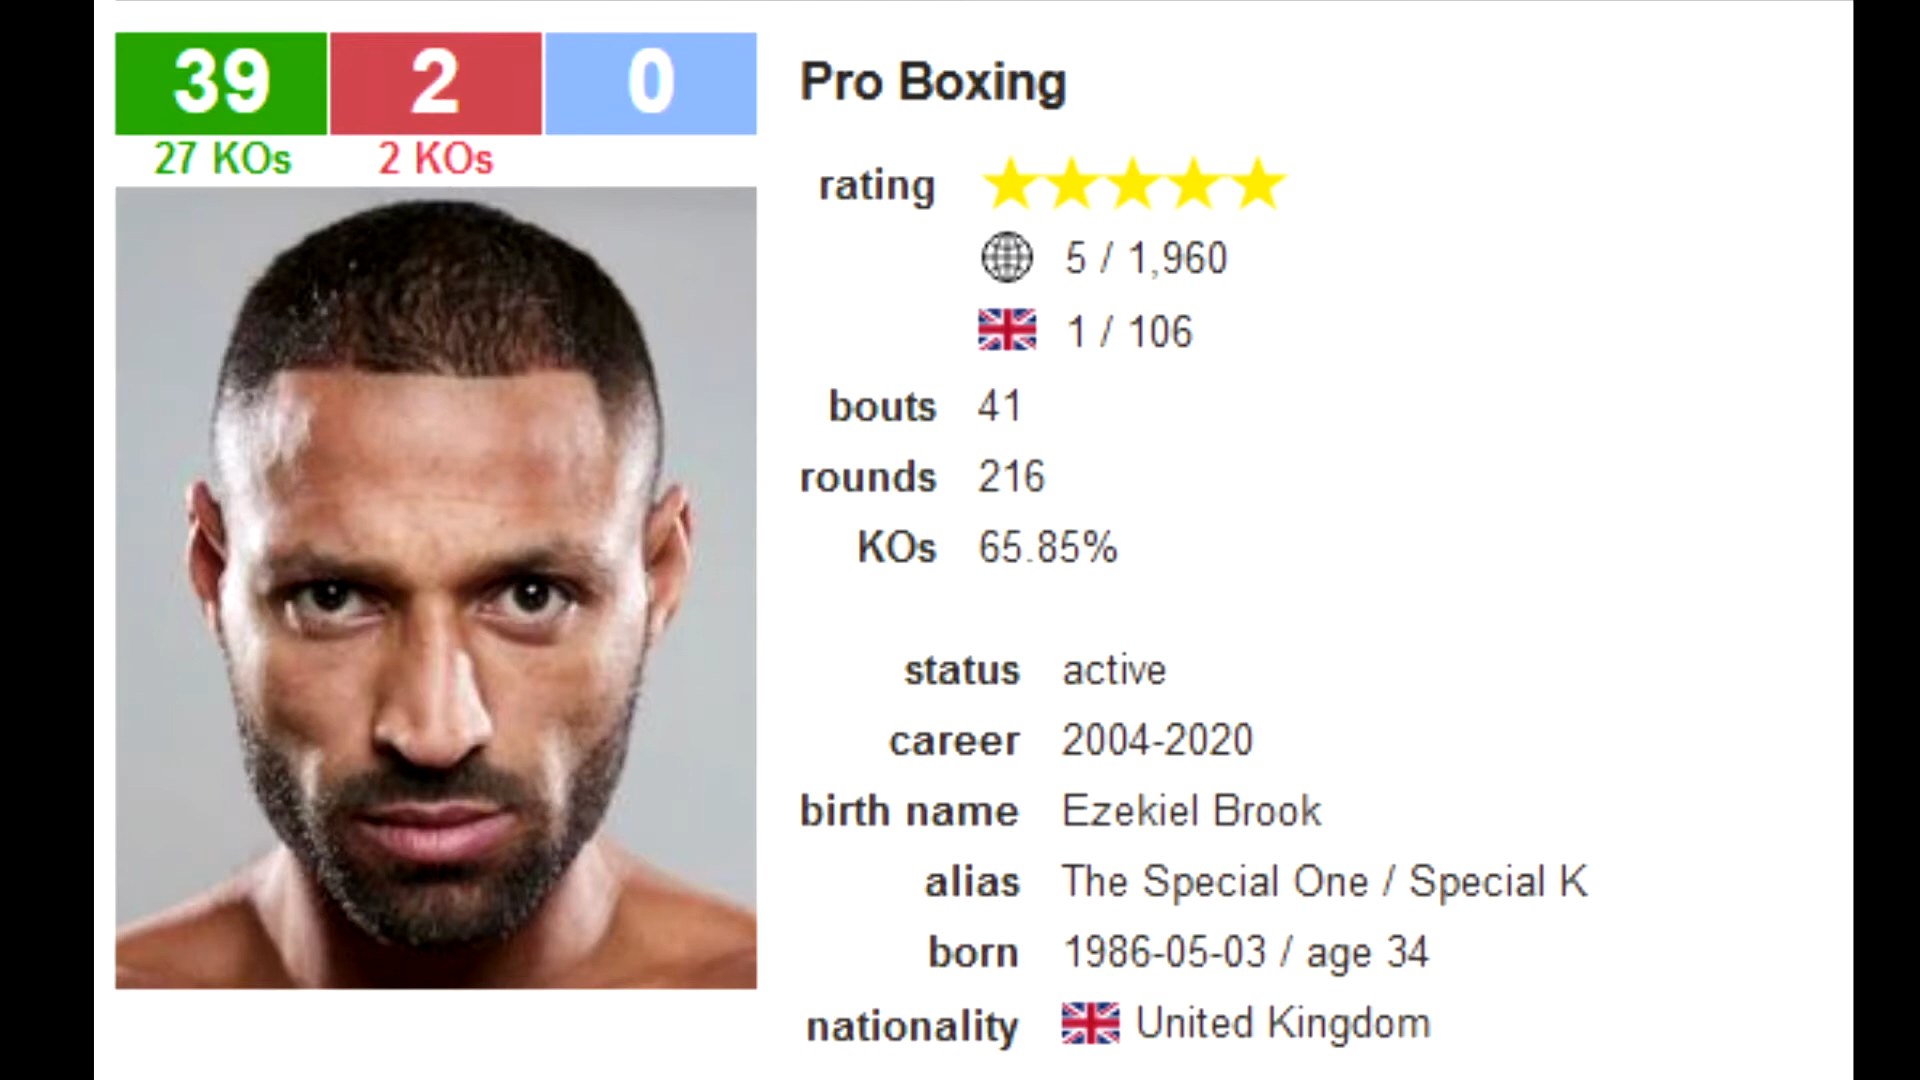 39 2 0
27 KOs 2 KOs
Pro Boxing
rating
5 / 1,960
1 / 106
bouts 41
rounds 216
KOs 65.85%
status active
career 2004-2020
birth name Ezekiel Brook
alias The Special One / Special K
born 1986-05-03 / age 34
nationality United Kingdom